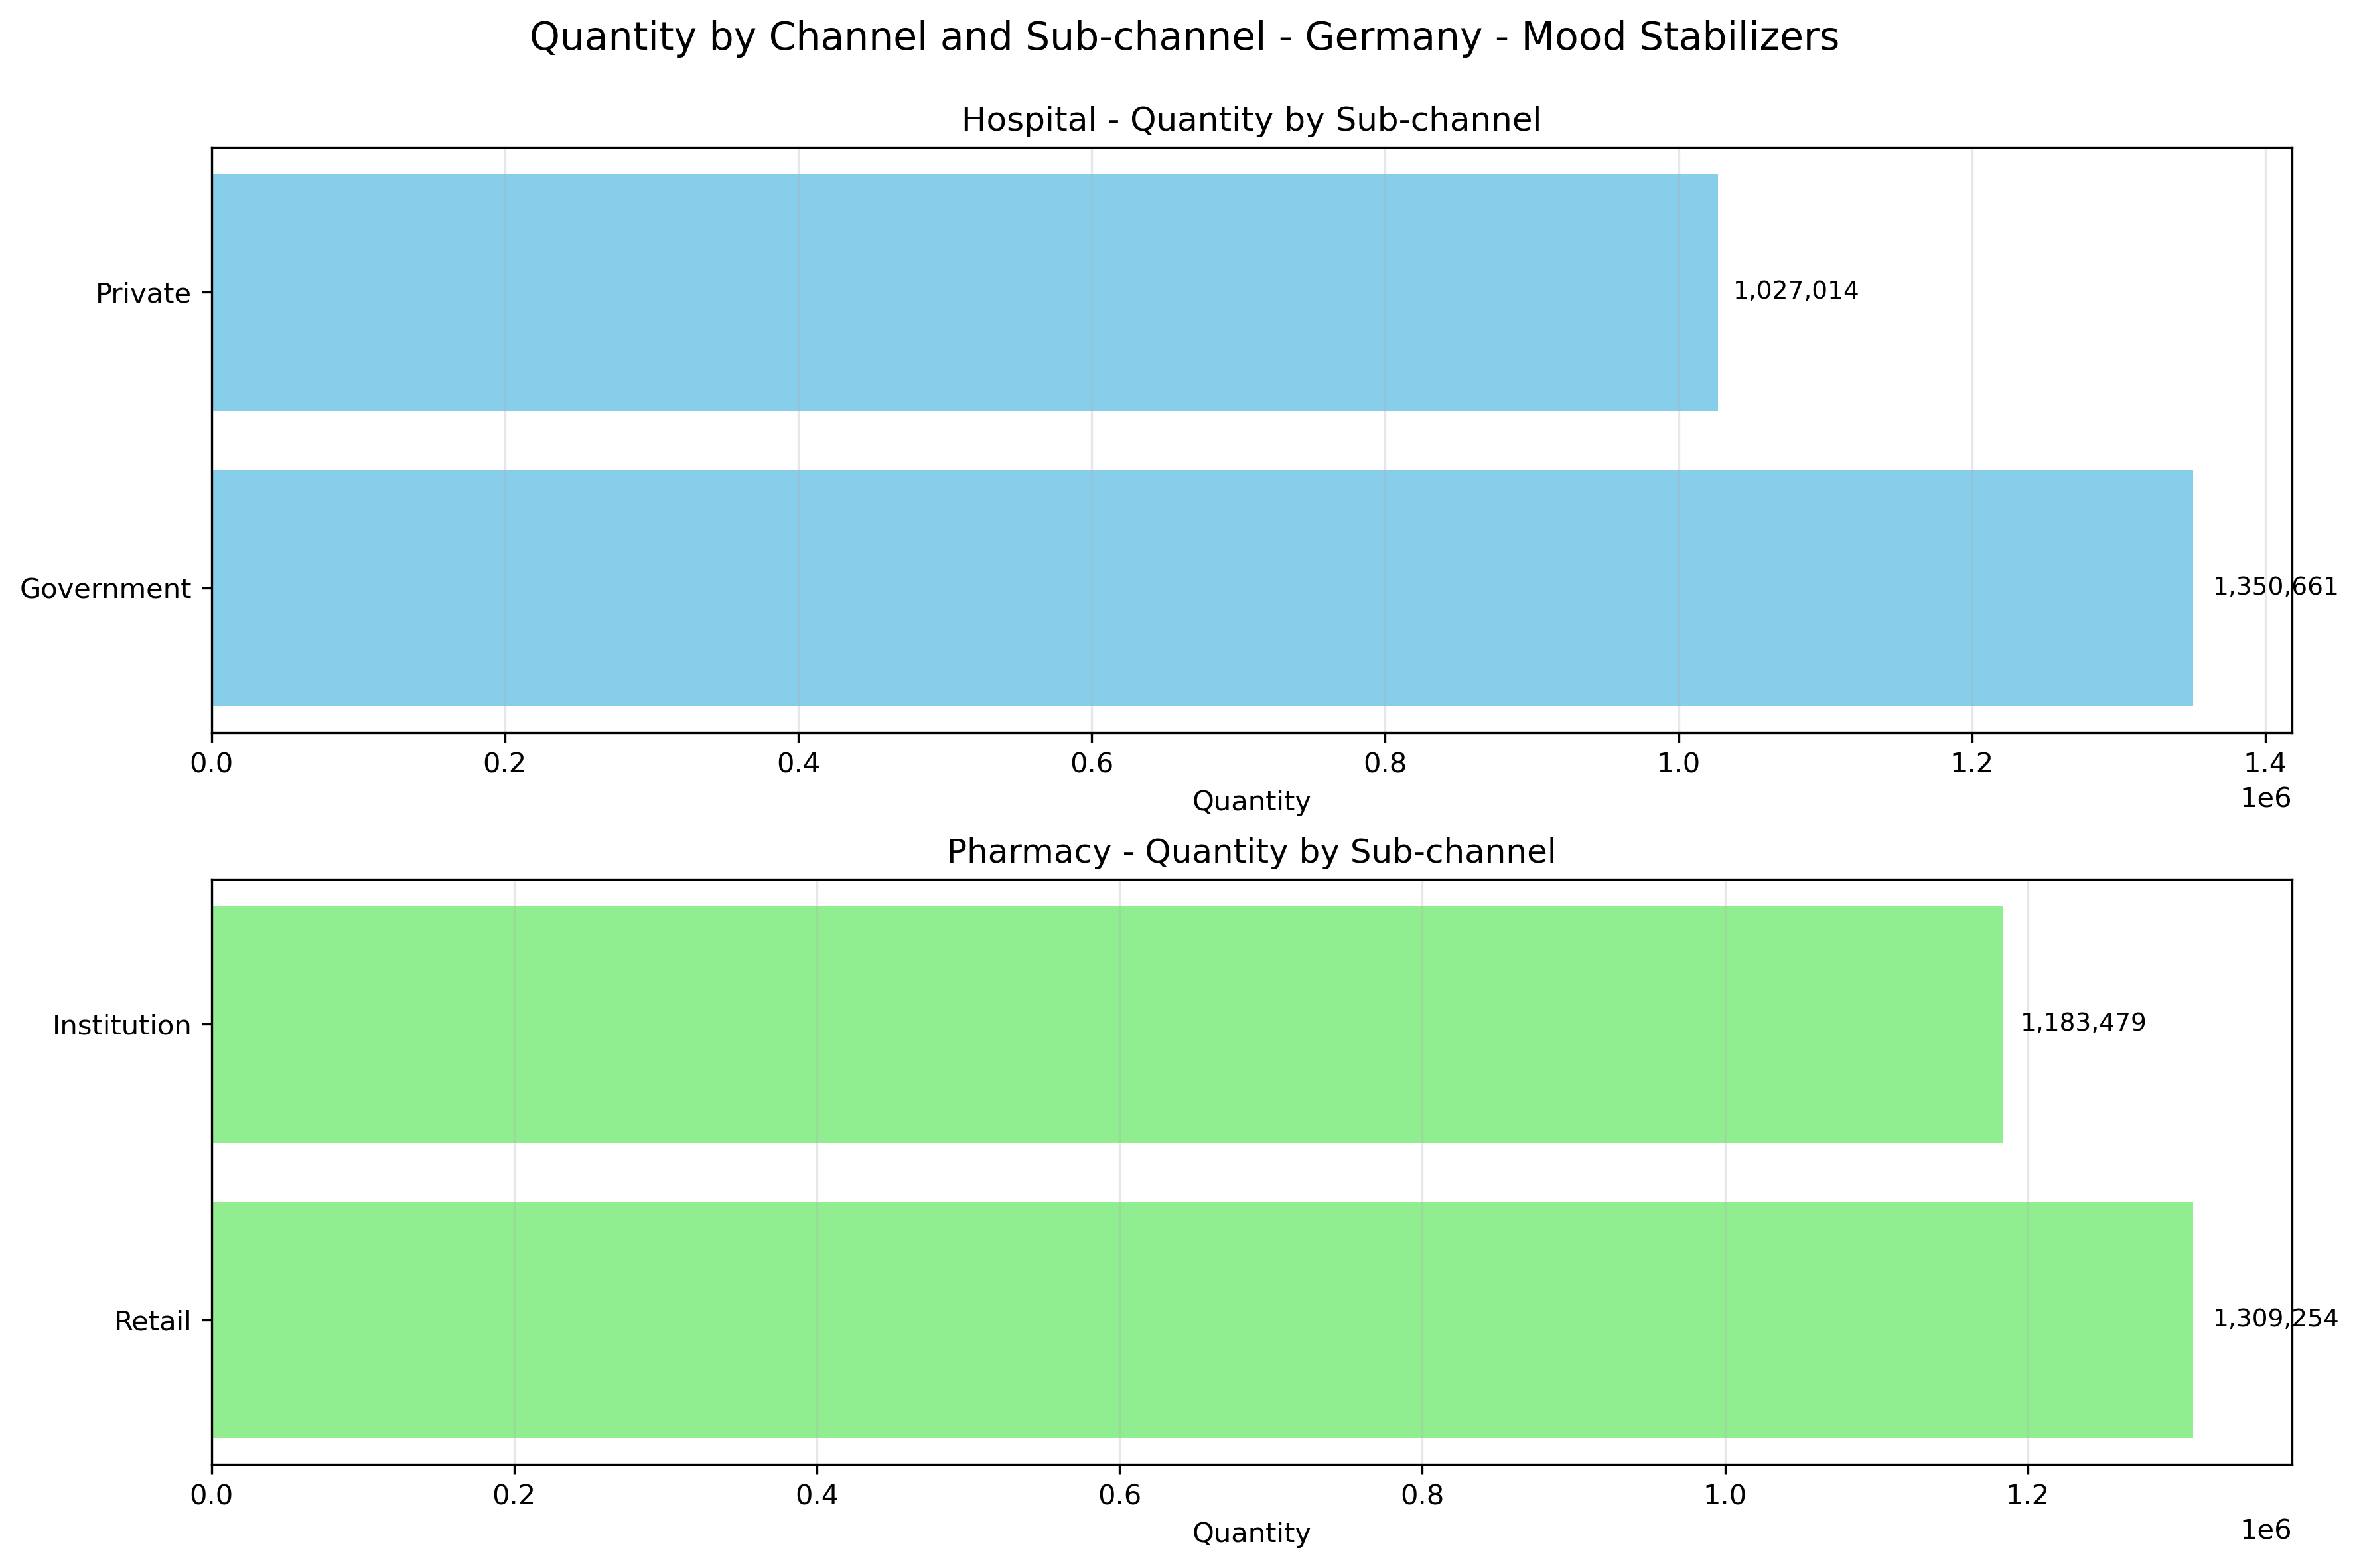 Quantity by Channel and Sub-channel - Germany - Mood Stabilizers
Hospital - Quantity by Sub-channel
Private
1,027,014
Government
1,350,661
0.0 0.2 0.4 0.6 0.8 1.0 1.2 1.4
1e6
Quantity
Pharmacy - Quantity by Sub-channel
Institution
1,183,479
Retail
1,309,254
0.0 0.2 0.4 0.6 0.8 1.0 1.2
1e6
Quantity